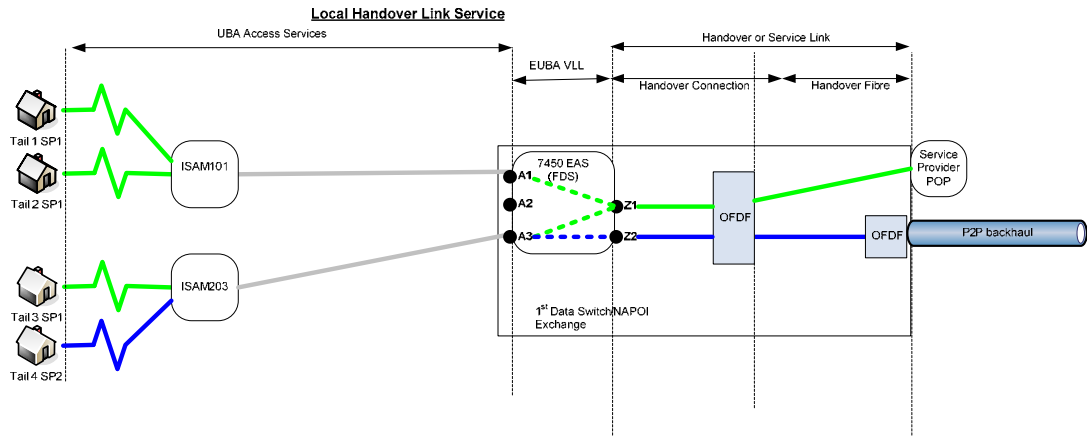 Local Handover Link Service
UBA Access Services
Handover or Service Link
EUBA VLL
Handover Connection
Handover Fibre
Tail 1 SP1
Tail 2 SP1
ISAM101
7450 EAS
(FDS)
A1
A2
A3
Z1
Z2
OFDF
Service
Provider
POP
OFDF
P2P backhaul
Tail 3 SP1
Tail 4 SP2
ISAM203
1st Data Switch/NAPOI
Exchange